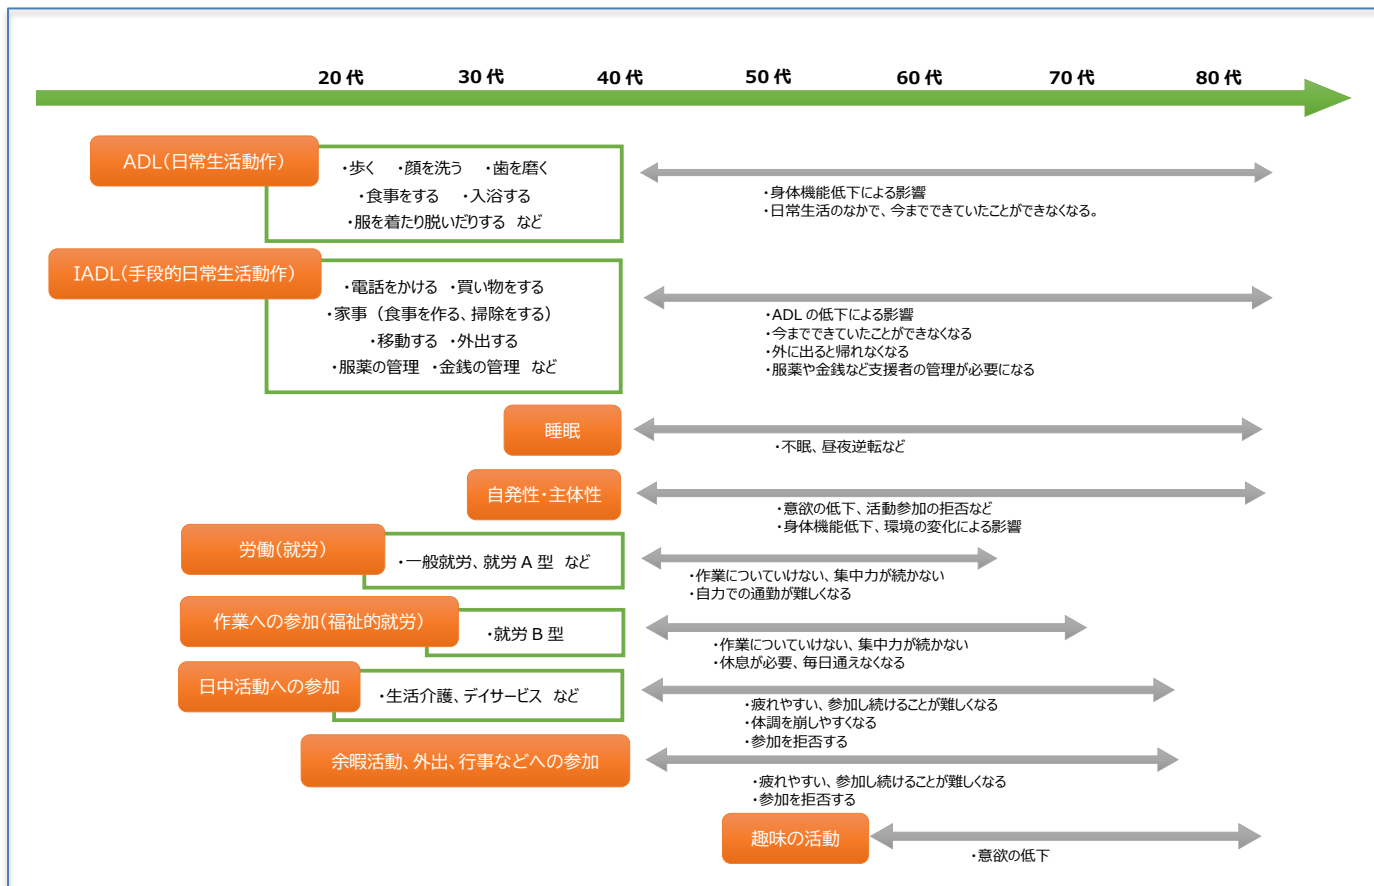 20 代 30 代 40 代 50 代 60 代 70 代 80 代
ADL(日常生活動作)
・歩く ・顔を洗う ・歯を磨く
・食事をする ・入浴する
・服を着たり脱いだりする など
・身体機能低下による影響
・日常生活のなかで、今までできていたことができなくなる。
IADL(手段的日常生活動作)
・電話をかける ・買い物をする
・家事（食事を作る、掃除をする）
・移動する ・外出する
・服薬の管理 ・金銭の管理 など
・ADL の低下による影響
・今までできていたことができなくなる
・外に出ると帰れなくなる
・服薬や金銭など支援者の管理が必要になる
睡眠
・不眠、昼夜逆転など
自発性・主体性
・意欲の低下、活動参加の拒否など
・身体機能低下、環境の変化による影響
労働(就労)
・一般就労、就労 A 型 など
・作業についていけない、集中力が続かない
・自力での通勤が難しくなる
作業への参加(福祉的就労)
・就労 B 型
・作業についていけない、集中力が続かない
・休息が必要、毎日通えなくなる
日中活動への参加
・生活介護、デイサービス など
・疲れやすい、参加し続けることが難しくなる
・体調を崩しやすくなる
・参加を拒否する
余暇活動、外出、行事などへの参加
・疲れやすい、参加し続けることが難しくなる
・参加を拒否する
趣味の活動
・意欲の低下